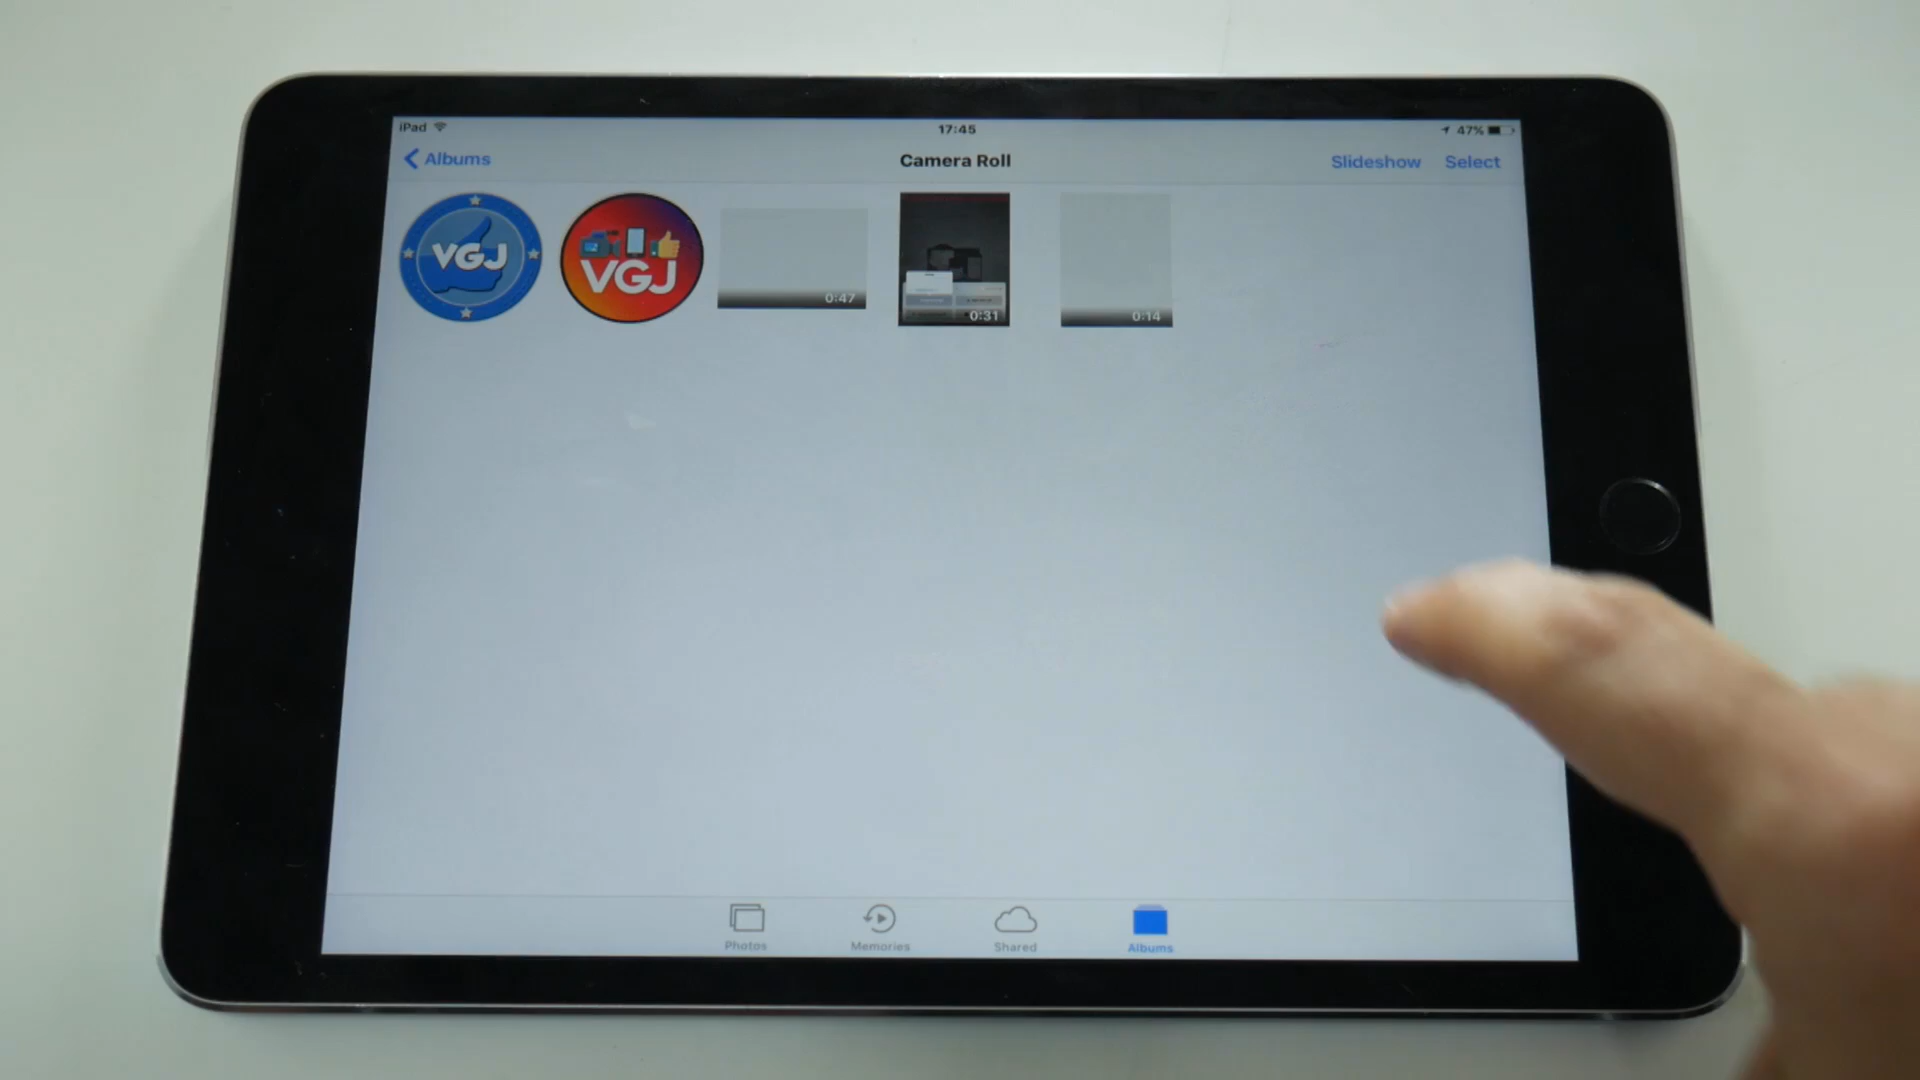 iPad
17:45
47%
Albums
Camera Roll
Slideshow
Select
VGJ
VGJ
0:47
0:31
0:14
Photos
Memories
Shared
Albums